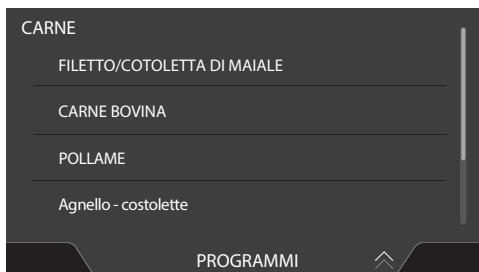 CARNE
FILETTO/COTOLETTA DI MAIALE
CARNE BOVINA
POLLAME
Agnello - costolette
PROGRAMMI